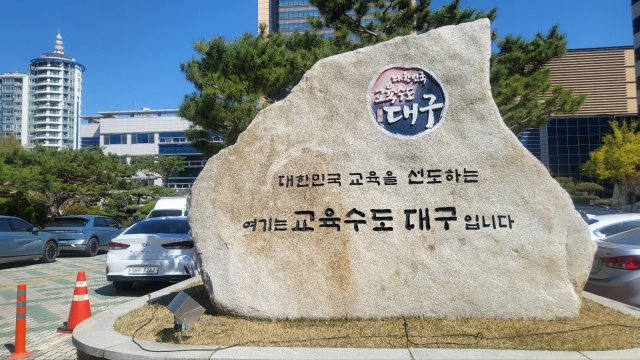 대한민국
교육수도
대구
대한민국 교육을 선도하는
여기는 교육수도 대구입니다